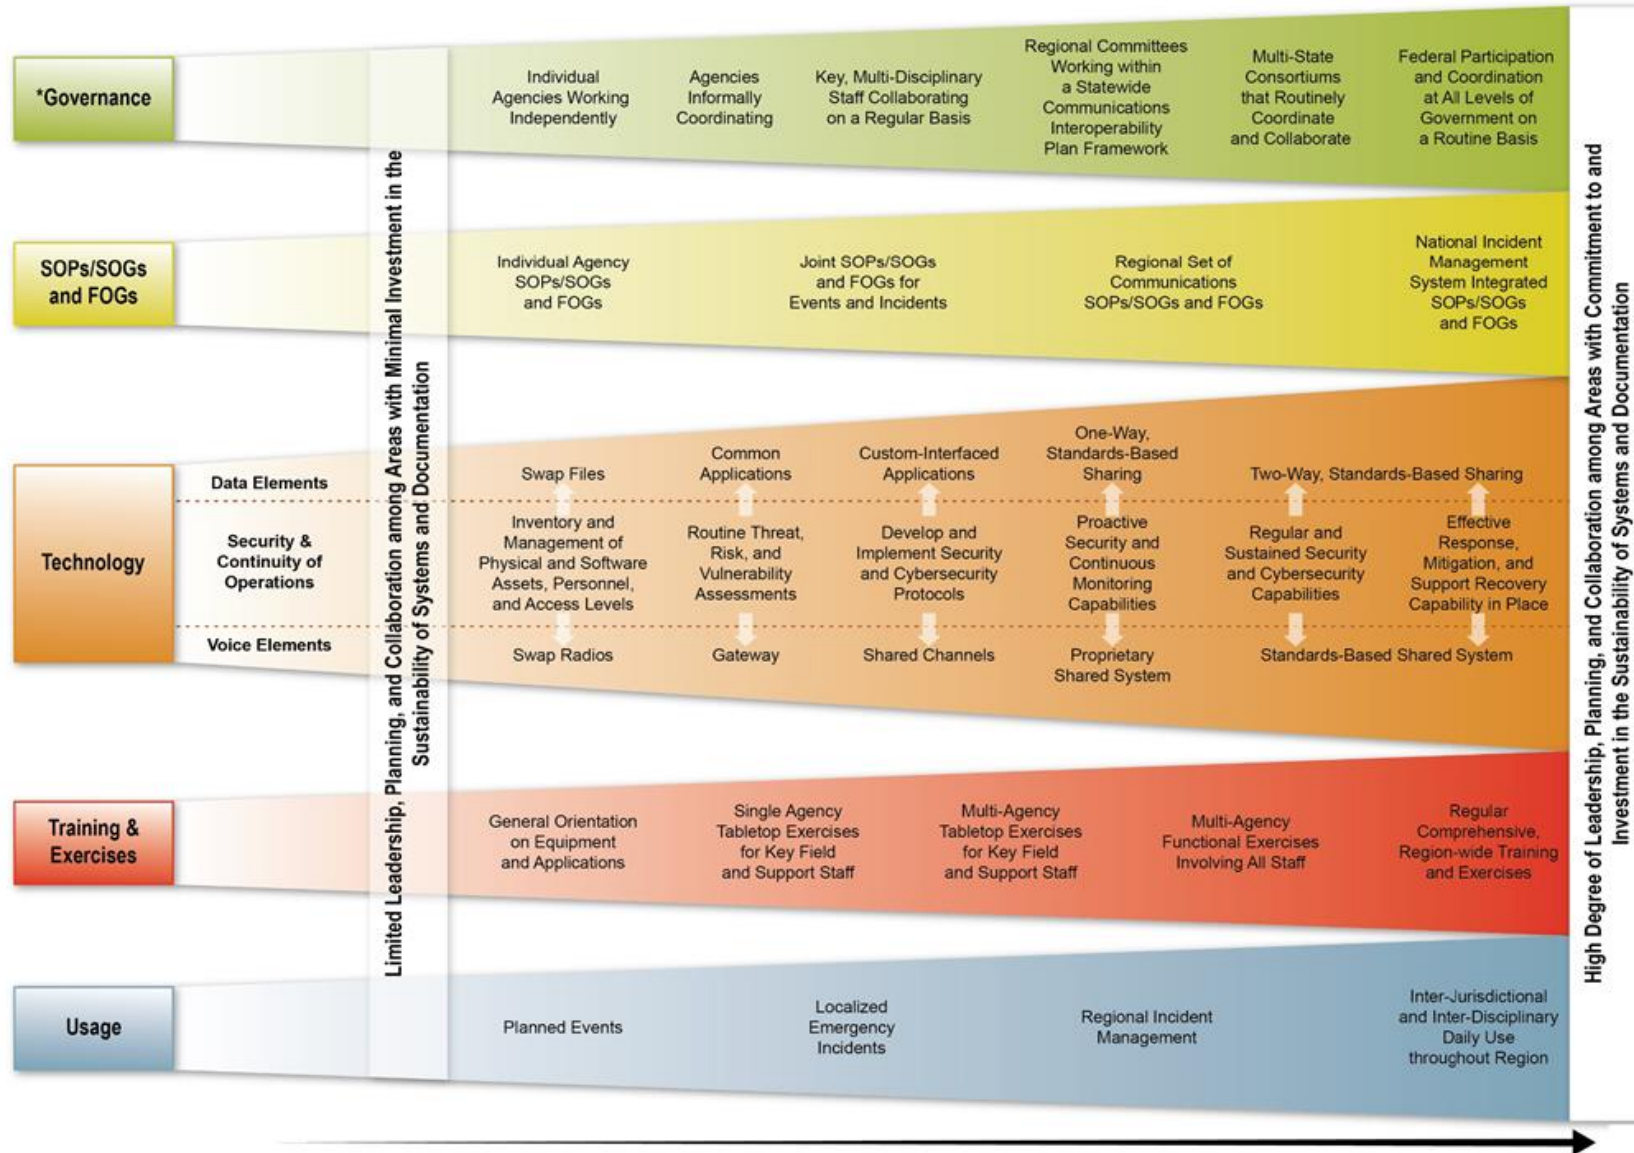 *Governance
Individual
Agencies Working
Independently
Agencies
Informally
Coordinating
Key, Multi-Disciplinary
Staff Collaborating
on a Regular Basis
Regional Committees
Working within
a Statewide
Communications
Interoperability
Plan Framework
Multi-State
Consortiums
that Routinely
Coordinate
and Collaborate
Federal Participation
and Coordination
at All Levels of
Government on
a Routine Basis
SOPs/SOGs
and FOGs
Individual Agency
SOPs/SOGs
and FOGs
Joint SOPs/SOGs
and FOGs for
Events and Incidents
Regional Set of
Communications
SOPs/SOGs and FOGs
National Incident
Management
System Integrated
SOPs/SOGs
and FOGs
Technology
Data Elements
Swap Files
Common
Applications
Custom-Interfaced
Applications
One-Way,
Standards-Based
Sharing
Two-Way, Standards-Based Sharing
Security &
Continuity of
Operations
Inventory and
Management of
Physical and Software
Assets, Personnel,
and Access Levels
Routine Threat,
Risk, and
Vulnerability
Assessments
Develop and
Implement Security
and Cybersecurity
Protocols
Proactive
Security and
Continuous
Monitoring
Capabilities
Regular and
Sustained Security
and Cybersecurity
Capabilities
Effective
Response,
Mitigation, and
Support Recovery
Capability in Place
Voice Elements
Swap Radios
Gateway
Shared Channels
Proprietary
Shared System
Standards-Based Shared System
Training &
Exercises
General Orientation
on Equipment
and Applications
Single Agency
Tabletop Exercises
for Key Field
and Support Staff
Multi-Agency
Tabletop Exercises
for Key Field
and Support Staff
Multi-Agency
Functional Exercises
Involving All Staff
Regular
Comprehensive,
Region-wide Training
and Exercises
Usage
Planned Events
Localized
Emergency
Incidents
Regional Incident
Management
Inter-Jurisdictional
and Inter-Disciplinary
Daily Use
throughout Region
Limited Leadership, Planning, and Collaboration among Areas with Minimal Investment in the
Sustainability of Systems and Documentation
High Degree of Leadership, Planning, and Collaboration among Areas with Commitment to and
Investment in the Sustainability of Systems and Documentation